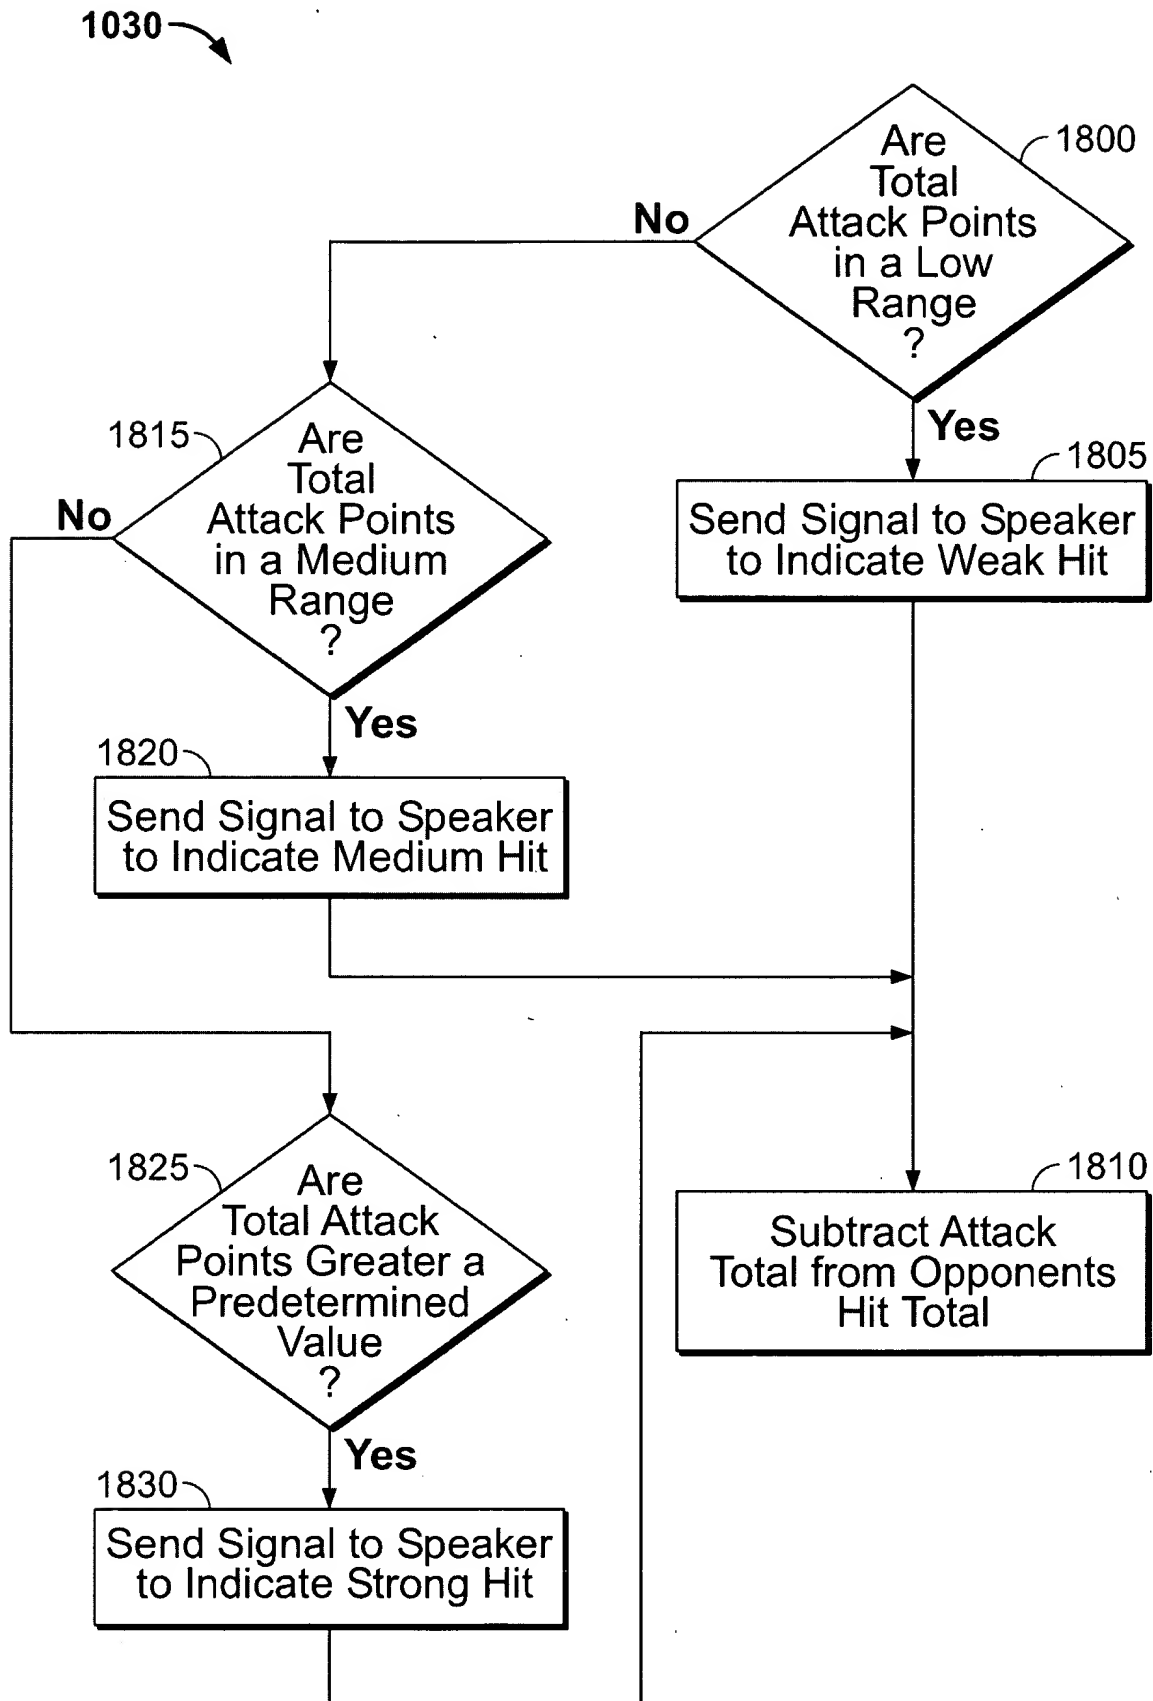 1030
1800
Are
Total
Attack Points
in a Low
Range
?
No
Yes
1805
Send Signal to Speaker
to Indicate Weak Hit
1815
Are
Total
Attack Points
in a Medium
Range
?
No
Yes
1820
Send Signal to Speaker
to Indicate Medium Hit
1825
Are
Total Attack
Points Greater a
Predetermined
Value
?
Yes
1810
Subtract Attack
Total from Opponents
Hit Total
1830
Send Signal to Speaker
to Indicate Strong Hit